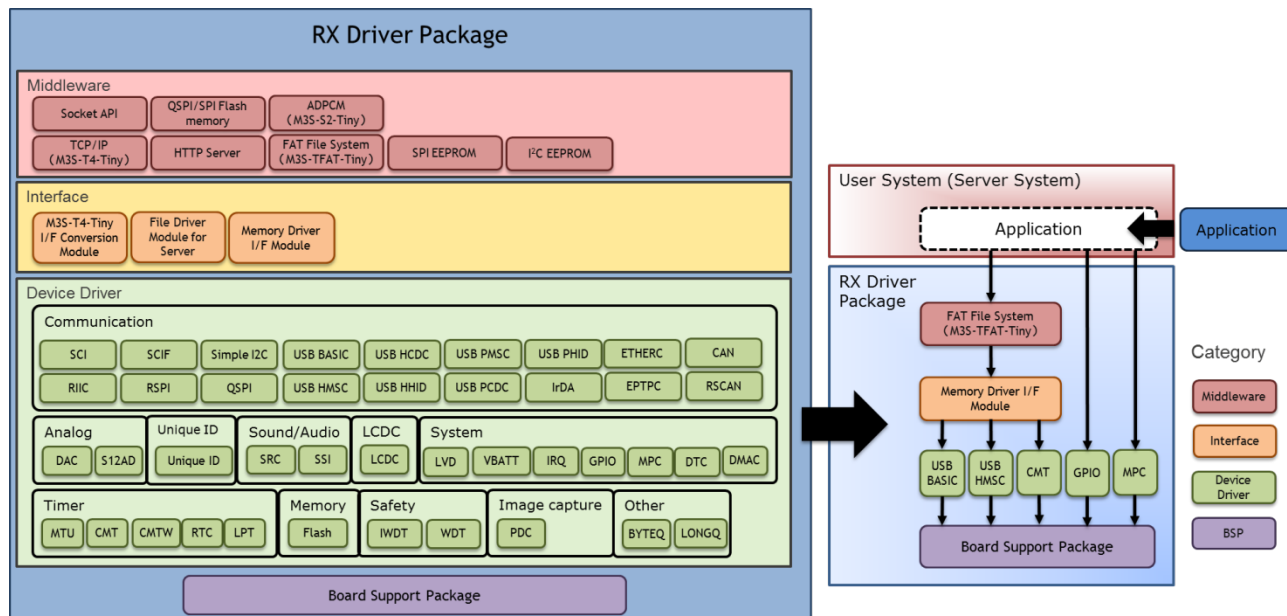 RX Driver Package
Middleware
Socket API
QSPI/SPI Flash
memory
ADPCM
(M3S-S2-Tiny)
TCP/IP
(M3S-T4-Tiny)
HTTP Server
FAT File System
(M3S-TFAT-Tiny)
SPI EEPROM
I²C EEPROM
Interface
M3S-T4-Tiny
I/F Conversion
Module
File Driver
Module for
Server
Memory Driver
I/F Module
Device Driver
Communication
SCI
SCIF
Simple I2C
USB BASIC
USB HCDC
USB PMSC
USB PHID
ETHERC
CAN
RIIC
RSPI
QSPI
USB HMSC
USB HHID
USB PCDC
IrDA
EPTPC
RSCAN
Analog
DAC
S12AD
Unique ID
Unique ID
Sound/Audio
SRC
SSI
LCDC
LCDC
System
LVD
VBATT
IRQ
GPIO
MPC
DTC
DMAC
Timer
MTU
CMT
CMTW
RTC
LPT
Memory
Flash
Safety
IWDT
WDT
Image capture
PDC
Other
BYTEQ
LONGQ
Board Support Package
User System (Server System)
Application
Application
RX Driver
Package
FAT File System
(M3S-TFAT-Tiny)
Memory Driver I/F
Module
USB
BASIC
USB
HMSC
CMT
GPIO
MPC
Board Support Package
Category
Middleware
Interface
Device
Driver
BSP